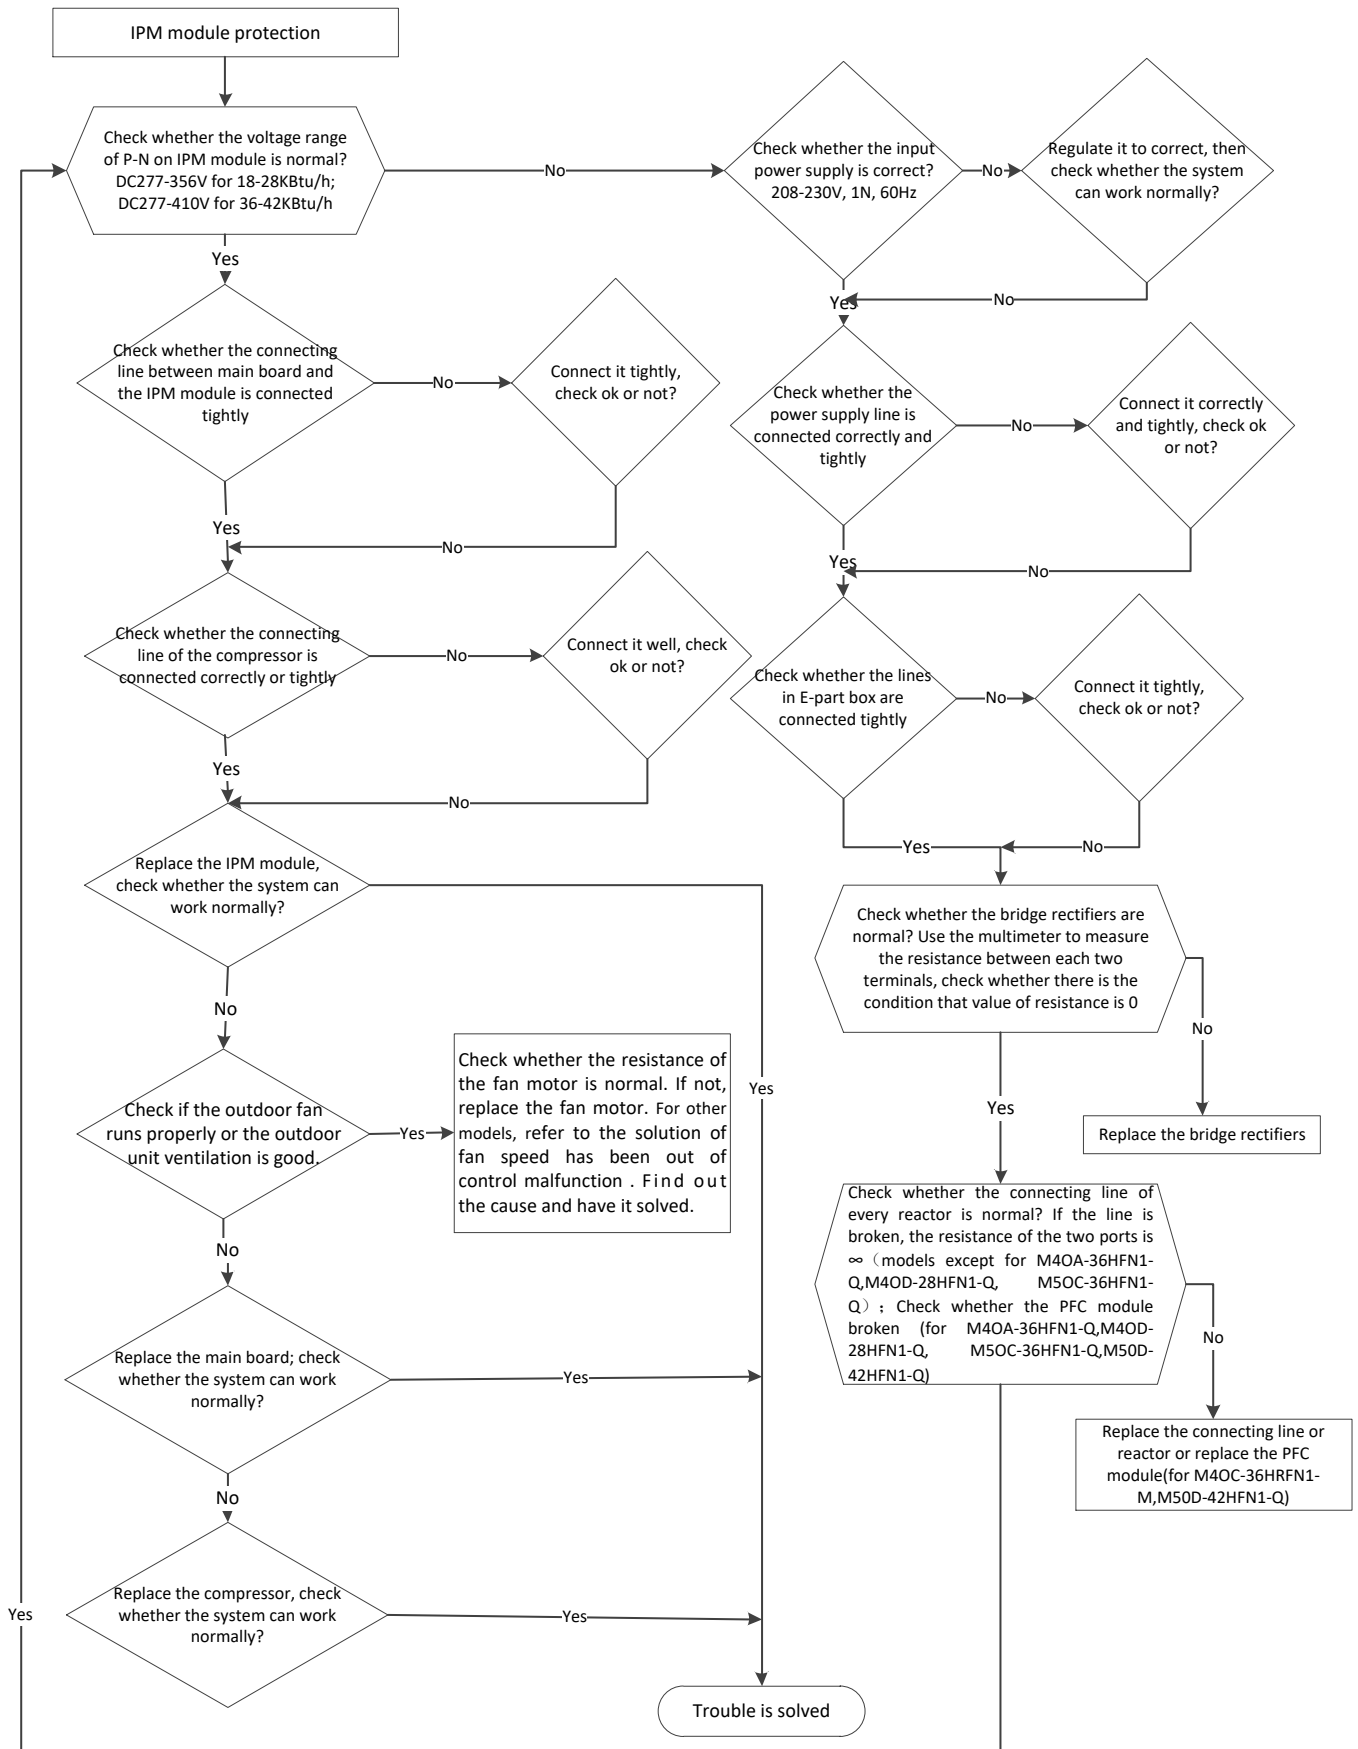 IPM module protection
Check whether the voltage range
of P-N on IPM module is normal?
DC277-356V for 18-28KBtu/h;
DC277-410V for 36-42KBtu/h
No
Check whether the input
power supply is correct?
208-230V, 1N, 60Hz
No
Regulate it to correct, then
check whether the system
can work normally?
Yes
Yes
No
Check whether the connecting
line between main board and
the IPM module is connected
tightly
No
Connect it tightly,
check ok or not?
Check whether the
power supply line is
connected correctly and
tightly
No
Connect it correctly
and tightly, check ok
or not?
Yes
No
Yes
No
Check whether the connecting
line of the compressor is
connected correctly or tightly
No
Connect it well, check
ok or not?
Check whether the lines
in E-part box are
connected tightly
No
Connect it tightly,
check ok or not?
Yes
No
Yes
No
Replace the IPM module,
check whether the system can
work normally?
Check whether the bridge rectifiers are
normal? Use the multimeter to measure
the resistance between each two
terminals, check whether there is the
condition that value of resistance is 0
No
No
Yes
Yes
Replace the bridge rectifiers
Check if the outdoor fan
runs properly or the outdoor
unit ventilation is good.
Yes
Check whether the resistance of
the fan motor is normal. If not,
replace the fan motor. For other
models, refer to the solution of
fan speed has been out of
control malfunction . Find out
the cause and have it solved.
Check whether the connecting line of
every reactor is normal? If the line is
broken, the resistance of the two ports is
∞（models except for M4OA-36HFN1-
Q,M4OD-28HFN1-Q, M5OC-36HFN1-
Q）; Check whether the PFC module
broken (for M4OA-36HFN1-Q,M4OD-
28HFN1-Q, M5OC-36HFN1-Q,M50D-
42HFN1-Q)
No
No
Replace the main board; check
whether the system can work
normally?
Yes
Replace the connecting line or
reactor or replace the PFC
module(for M4OC-36HRFN1-
M,M50D-42HFN1-Q)
No
Replace the compressor, check
whether the system can work
normally?
Yes
Yes
Trouble is solved